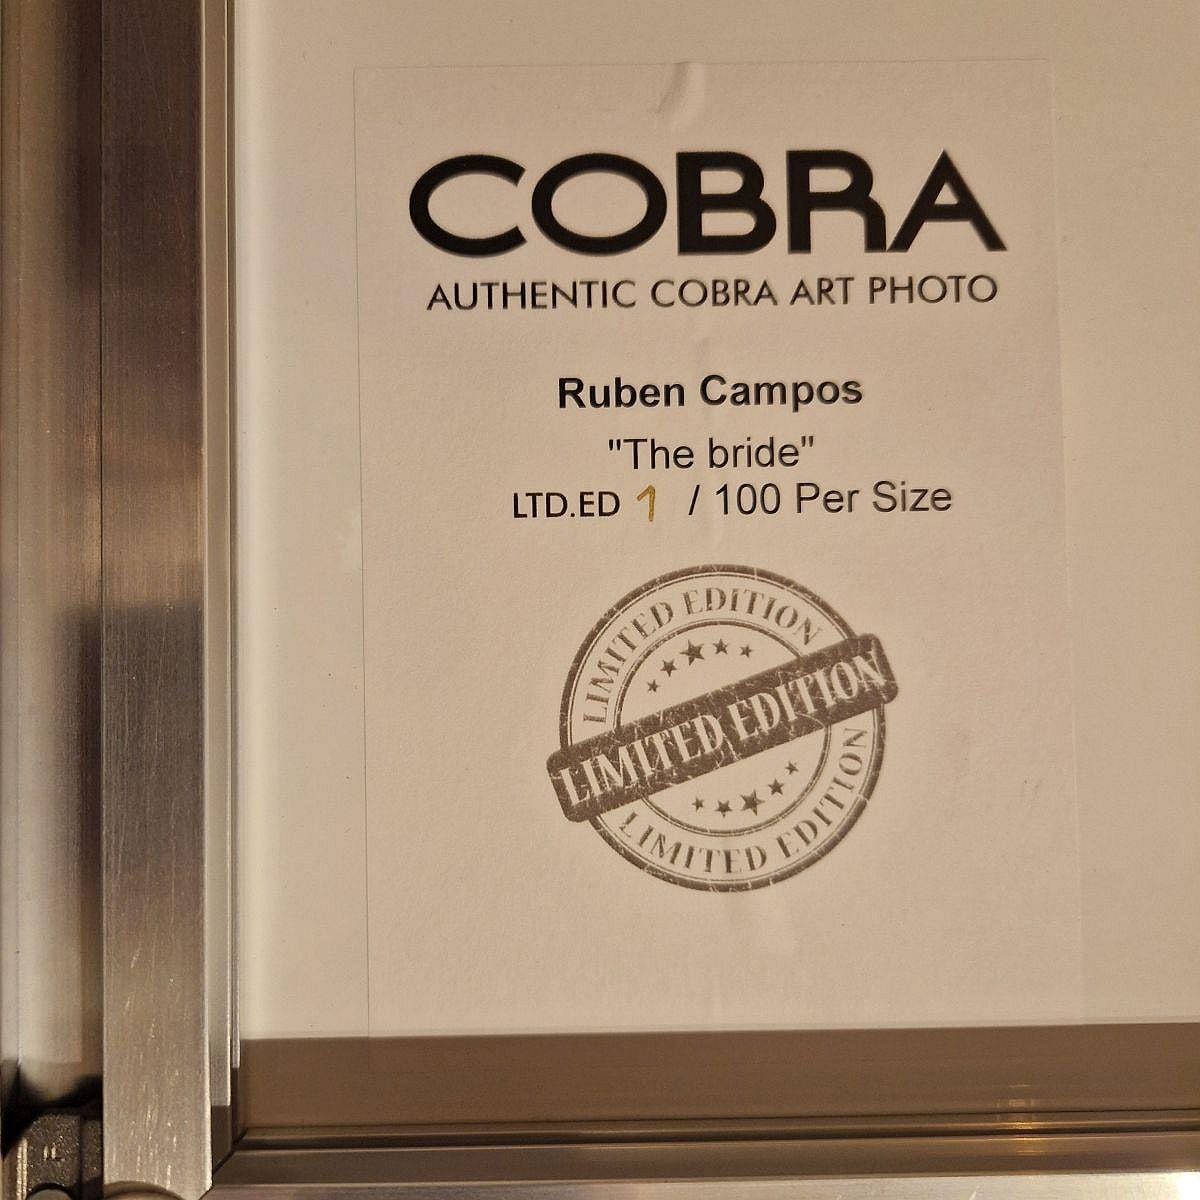 COBRA
AUTHENTIC COBRA ART PHOTO
Ruben Campos
"The bride"
LTD.ED 1 / 100 Per Size
LIMITED EDITION
LIMITED EDITION
LIMITED EDITION